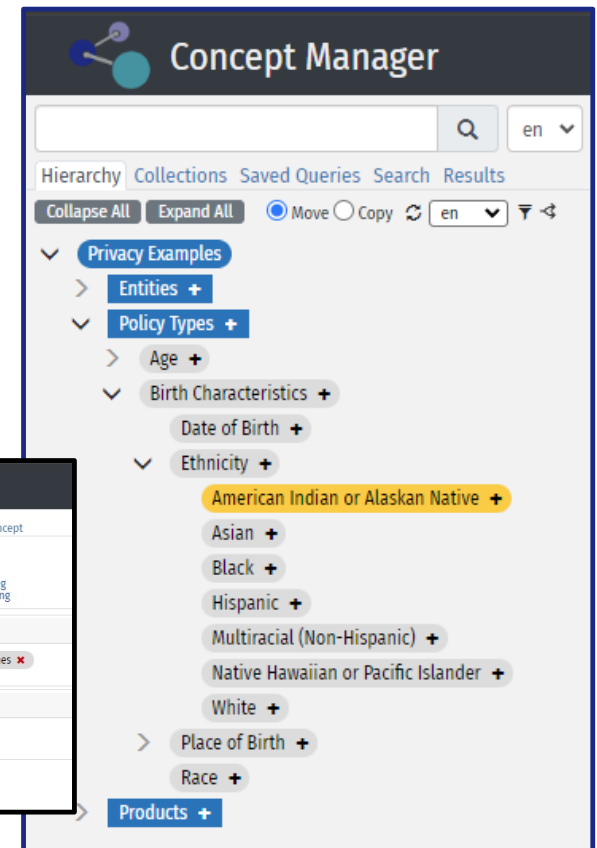 Concept Manager
en
Hierarchy Collections Saved Queries Search Results
Collapse All Expand All Move Copy en
Privacy Examples
Entities +
Policy Types +
Age +
Birth Characteristics +
Date of Birth +
Ethnicity +
American Indian or Alaskan Native +
Asian +
Black +
Hispanic +
Multiracial (Non-Hispanic) +
Native Hawaiian or Pacific Islander +
White +
Place of Birth +
Race +
Products +